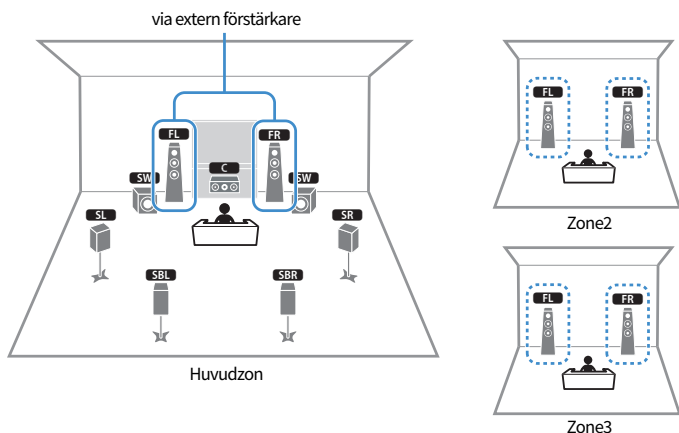 via extern förstärkare
FL
FR
C
SW
SW
SL
SR
SBL
SBR
Huvudzon
FL
FR
Zone2
FL
FR
Zone3